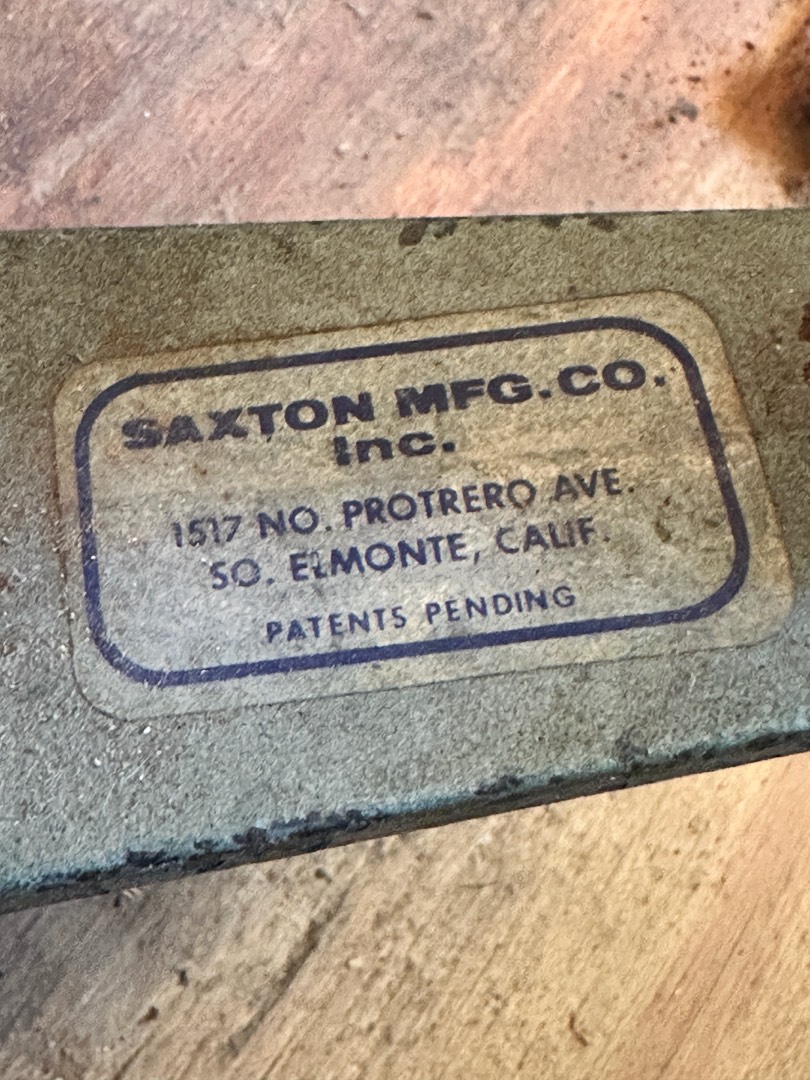 SAXTON MFG. CO.
Inc.
1517 NO. PROTRERO AVE.
SO. ELMONTE, CALIF.
PATENTS PENDING